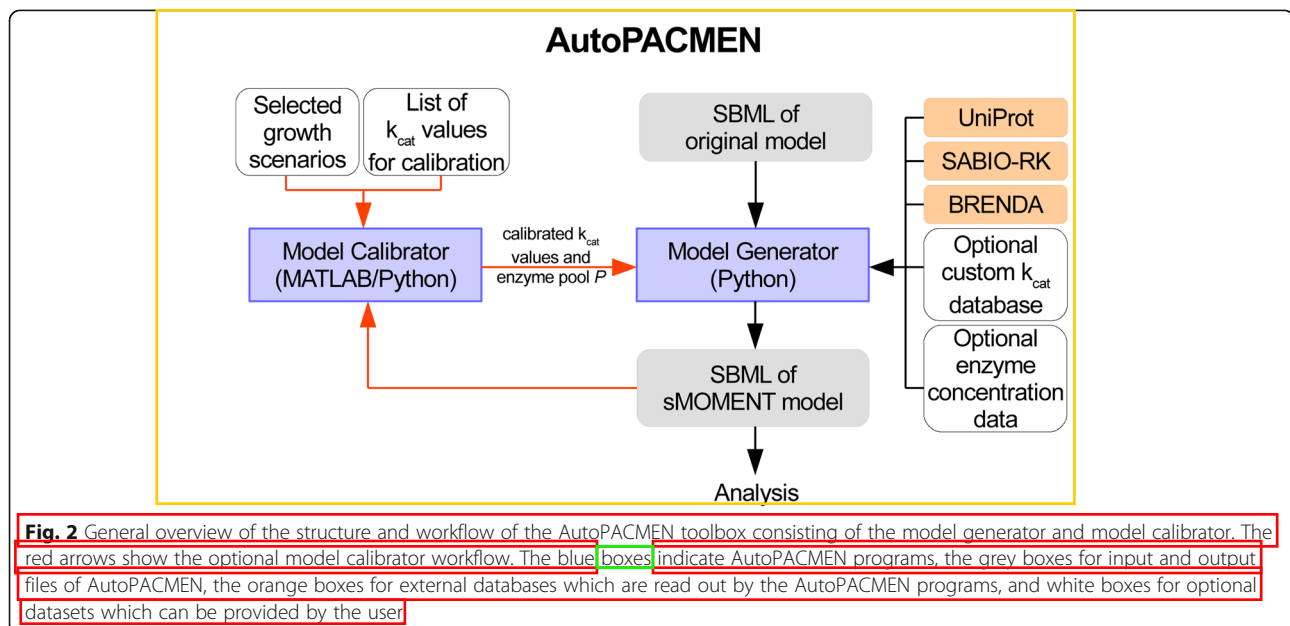 AutoPACMEN
Selected
growth
scenarios
List of
kcat values
for calibration
SBML of
original model
UniProt
SABIO-RK
BRENDA
Optional
custom kcat
database
Optional
enzyme
concentration
data
Model Calibrator
(MATLAB/Python)
calibrated kcat
values and
enzyme pool P
Model Generator
(Python)
SBML of
sMOMENT model
Analysis
Fig. 2 General overview of the structure and workflow of the AutoPACMEN toolbox consisting of the model generator and model calibrator. The
red arrows show the optional model calibrator workflow. The blue boxes indicate AutoPACMEN programs, the grey boxes for input and output
files of AutoPACMEN, the orange boxes for external databases which are read out by the AutoPACMEN programs, and white boxes for optional
datasets which can be provided by the user